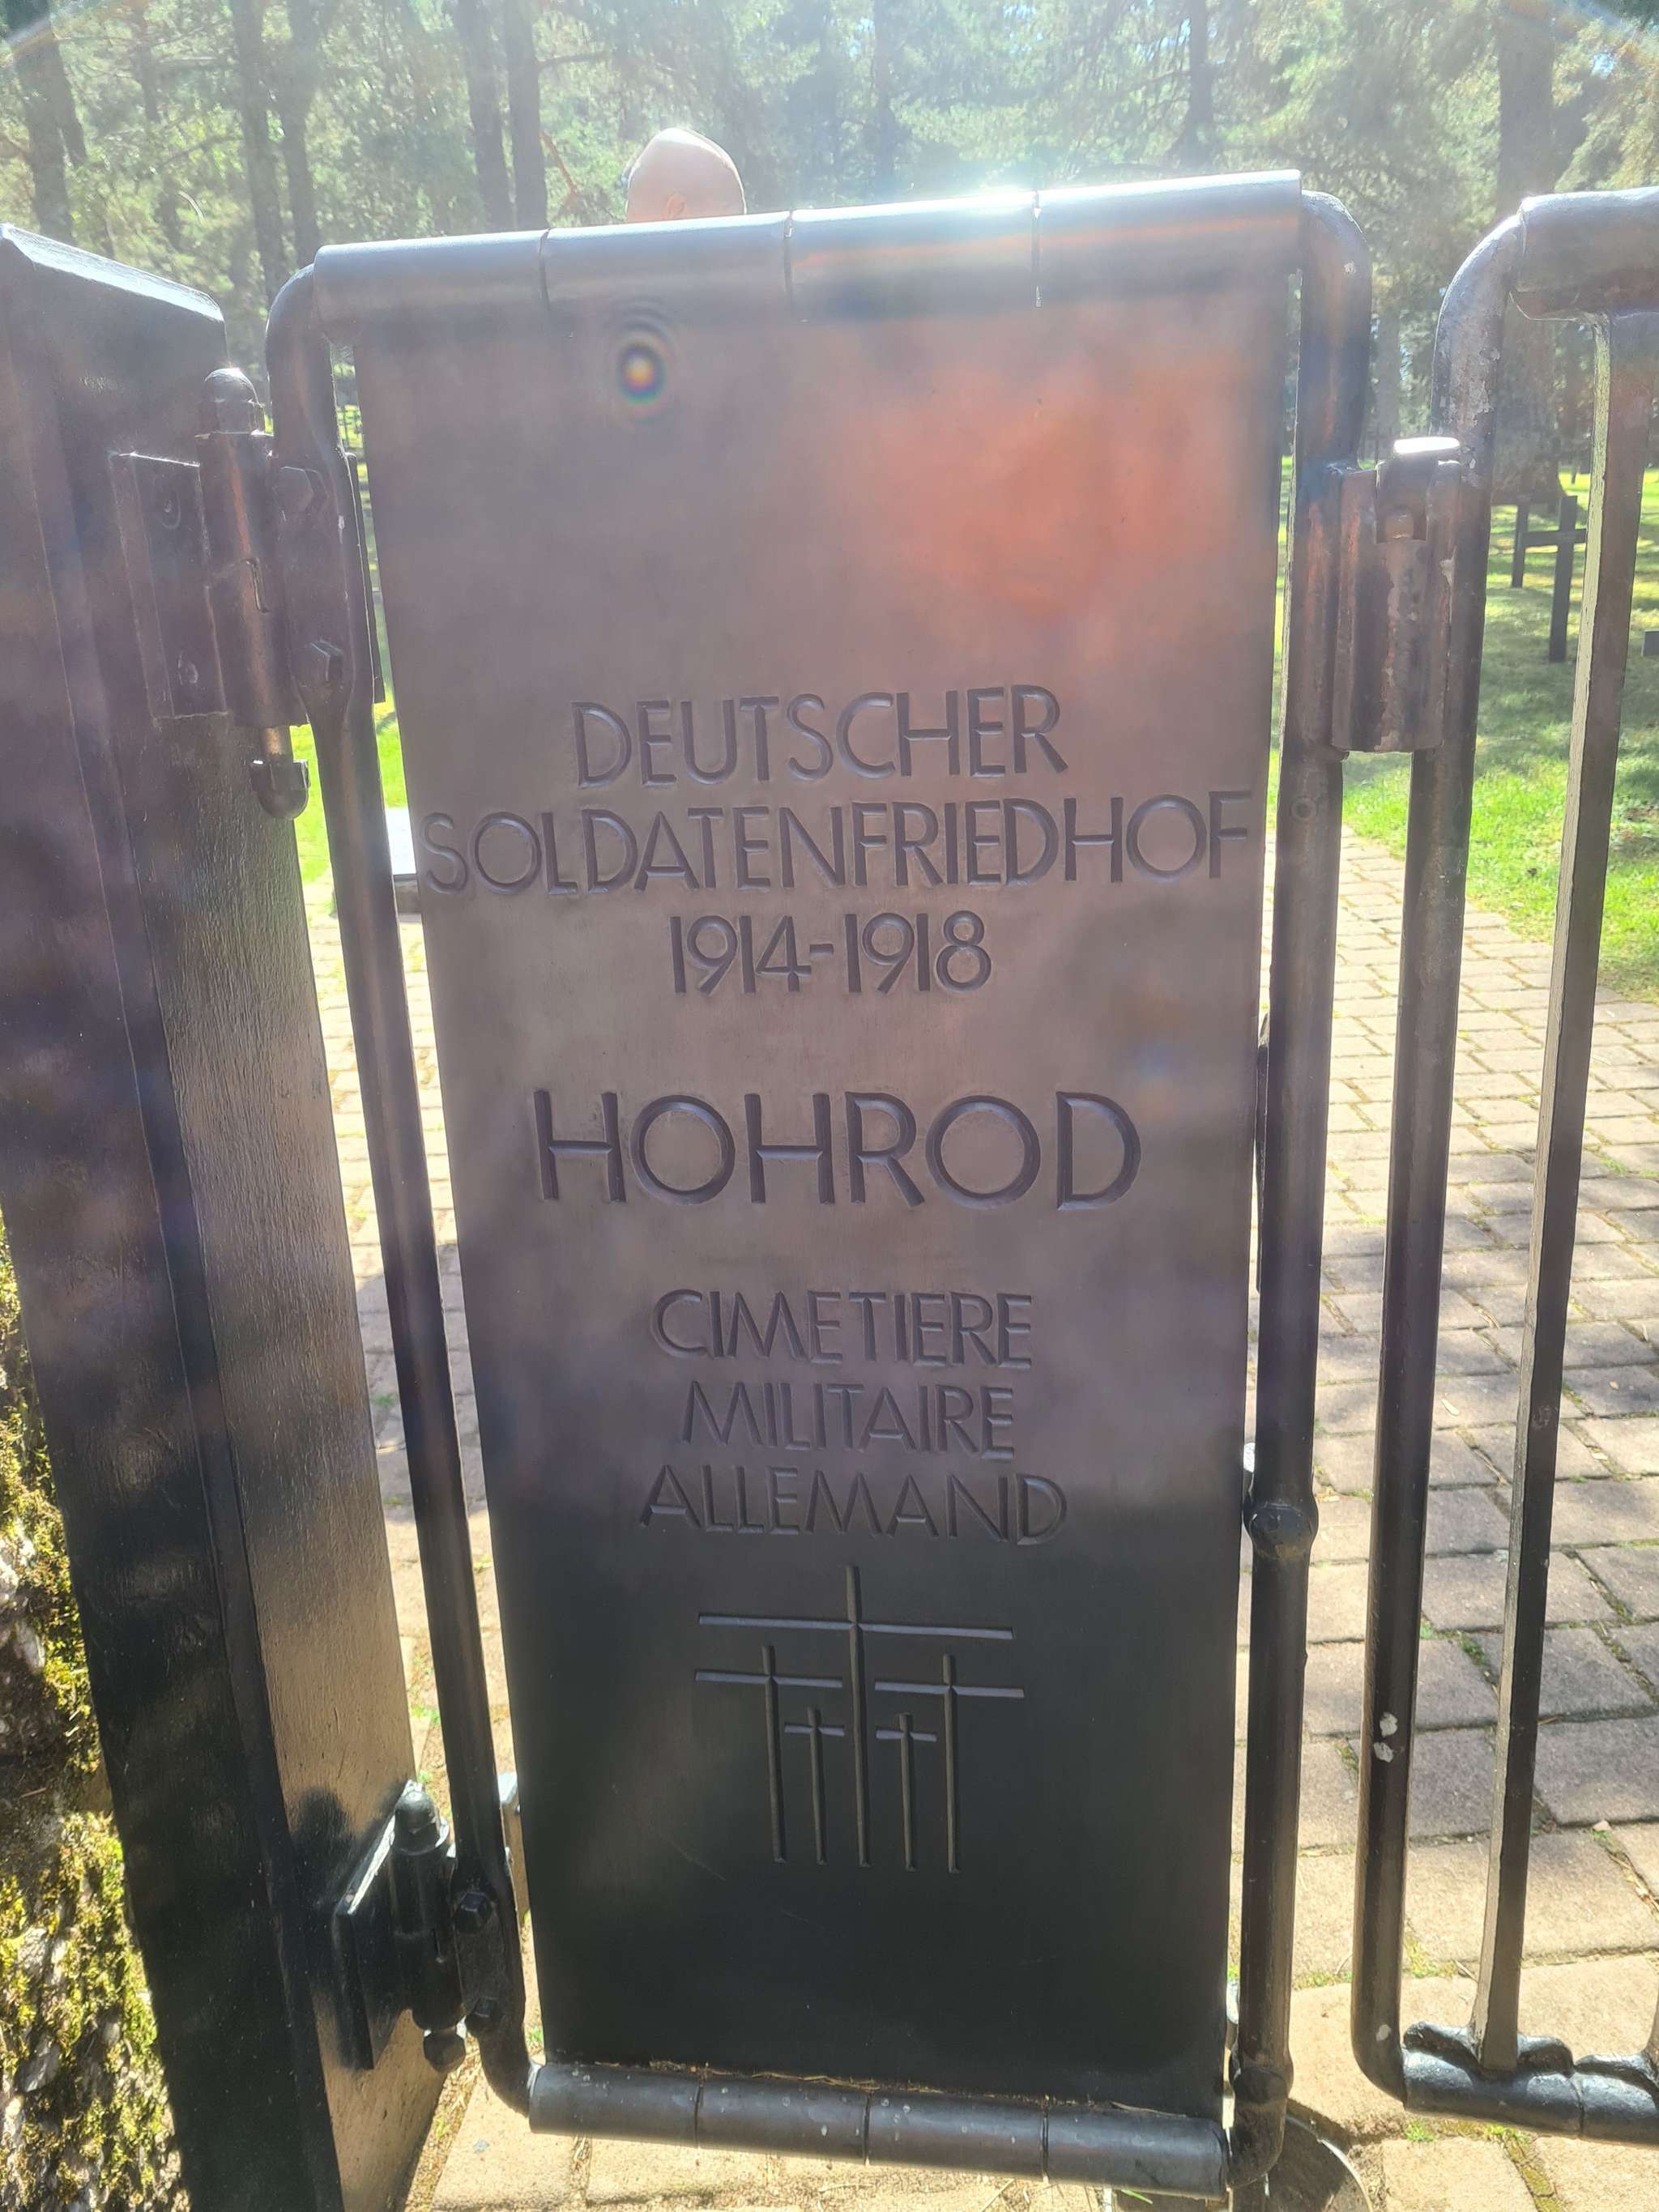 DEUTSCHER
SOLDATENFRIEDHOF
1914-1918
HOHROD
CIMETIERE
MILITAIRE
ALLEMAND